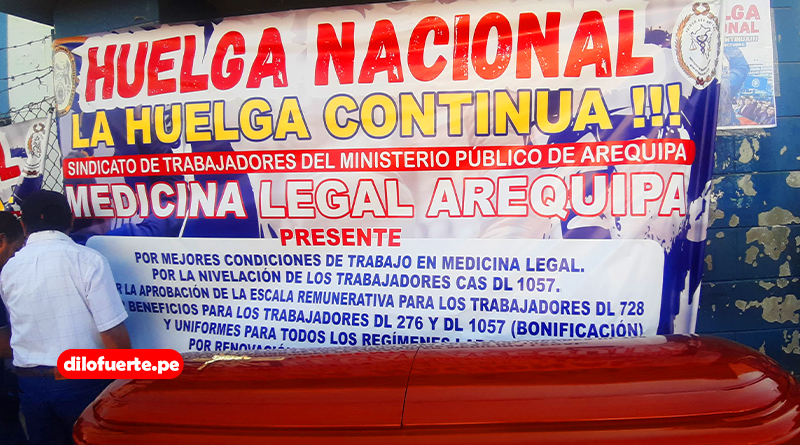 HUELGA NACIONAL
LA HUELGA CONTINUA !!!
SINDICATO DE TRABAJADORES DEL MINISTERIO PÚBLICO DE AREQUIPA
MEDICINA LEGAL AREQUIPA
PRESENTE
POR MEJORES CONDICIONES DE TRABAJO EN MEDICINA LEGAL.
POR LA NIVELACIÓN DE LOS TRABAJADORES CAS DL 1057.
LA APROBACIÓN DE LA ESCALA REMUNERATIVA PARA LOS TRABAJADORES DL 728
BENEFICIOS PARA LOS TRABAJADORES DL 276 Y DL 1057 (BONIFICACIÓN)
Y UNIFORMES PARA TODOS LOS REGÍMENES
POR
dilofuerte.pe
LGA
NACIONAL